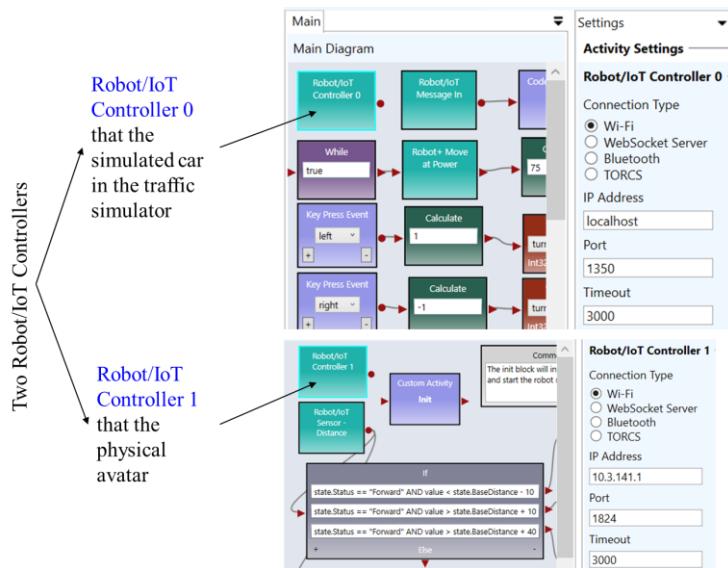 Two Robot/IoT Controllers
Robot/IoT
Controller 0
that the
simulated car
in the traffic
simulator
Robot/IoT
Controller 1
that the
physical
avatar
Main
Main Diagram
Robot/IoT
Controller 0
Robot/IoT
Message In
Code
While
true
Robot+ Move
at Power
75
Key Press Event
left
+ -
Calculate
1
turn
Int32
Key Press Event
right
+ -
Calculate
-1
turn
Int32
Settings
Activity Settings
Robot/IoT Controller 0
Connection Type
Wi-Fi
WebSocket Server
Bluetooth
TORCS
IP Address
localhost
Port
1350
Timeout
3000
Robot/IoT
Controller 1
Robot/IoT
Sensor -
Distance
Custom Activity
Init
Comm
The init block will in
and start the robot
If
state.Status == "Forward" AND value < state.BaseDistance - 10
state.Status == "Forward" AND value > state.BaseDistance + 10
state.Status == "Forward" AND value > state.BaseDistance + 40
+ Else -
Robot/IoT Controller 1
Connection Type
Wi-Fi
WebSocket Server
Bluetooth
TORCS
IP Address
10.3.141.1
Port
1824
Timeout
3000